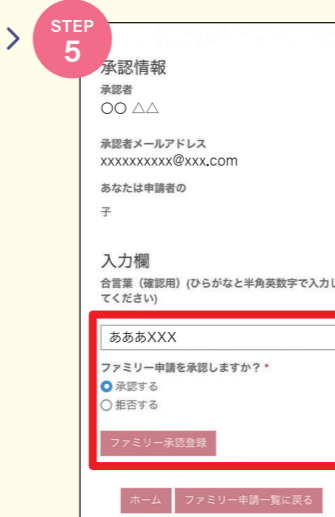 STEP
5
承認情報
承認者
○○ △△
承認者メールアドレス
xxxxxxxxxx@xxx.com
あなたは申請者の
子
入力欄
合言葉（確認用）(ひらがなと半角英数字で入力し
てください)
あああXXX
ファミリー申請を承認しますか？*
承認する
拒否する
ファミリー承認登録
ホーム
ファミリー申請一覧に戻る